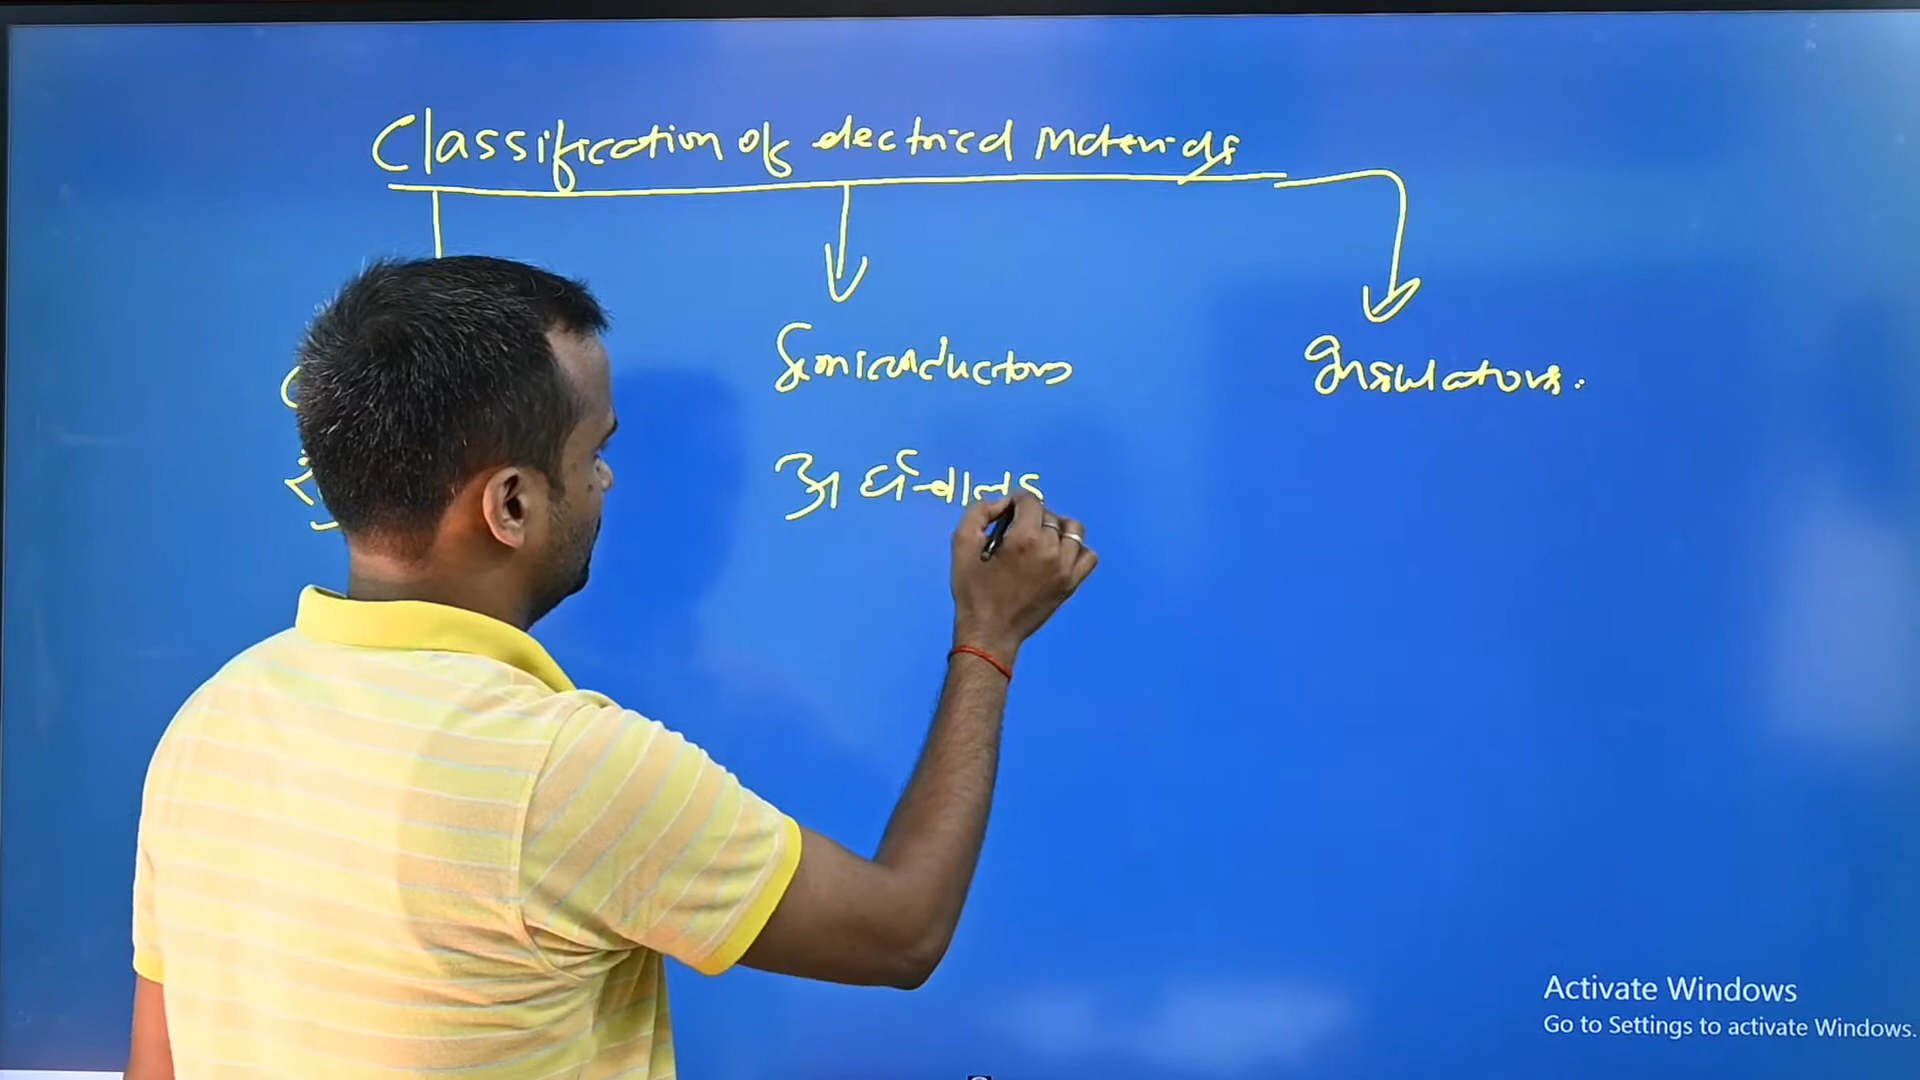 Classification of electrical Materials
Semiconductors
Insulators.
अर्धचालक
Activate Windows
Go to Settings to activate Windows.